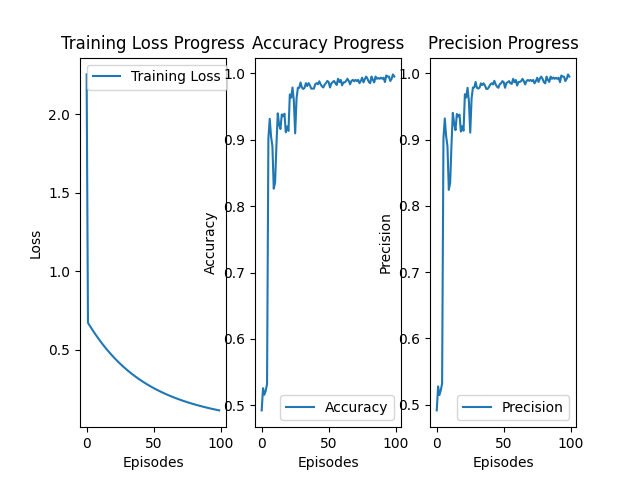 Training Loss Progress
Accuracy Progress
Precision Progress
Training Loss
2.0
1.5
1.0
0.5
Loss
0 50 100
Episodes
1.0
0.9
0.8
0.7
0.6
0.5
Accuracy
Accuracy
0 50 100
Episodes
1.0
0.9
0.8
0.7
0.6
0.5
Precision
Precision
0 50 100
Episodes